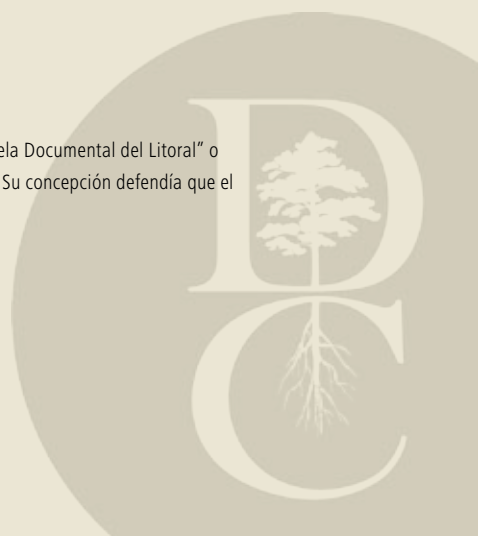 ela Documental del Litoral” o
Su concepción defendía que el
D
C